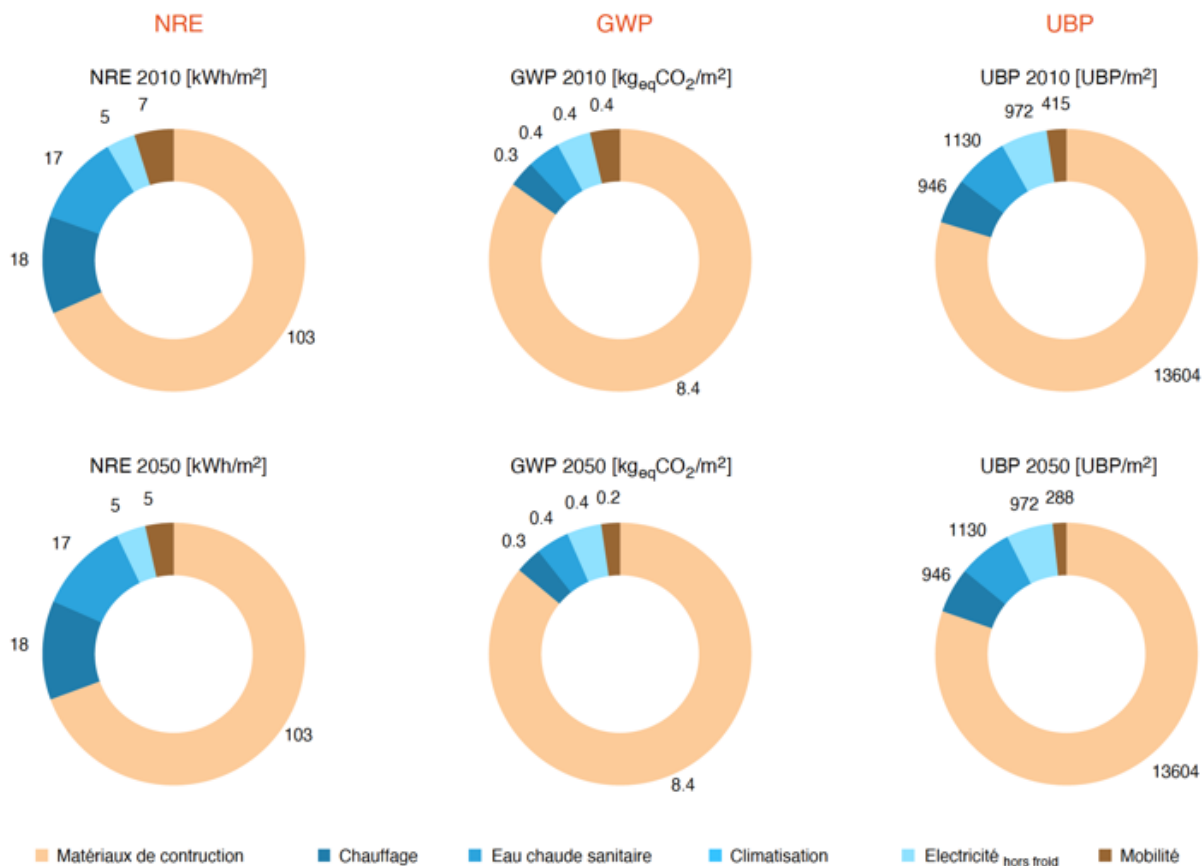 NRE
GWP
UBP
NRE 2010 [kWh/m²]
7
5
17
18
103
GWP 2010 [kgeqCO2/m²]
0.4
0.4
0.4
0.3
8.4
UBP 2010 [UBP/m²]
415
972
1130
946
13604
NRE 2050 [kWh/m²]
5
5
17
18
103
GWP 2050 [kgeqCO2/m²]
0.2
0.4
0.4
0.3
8.4
UBP 2050 [UBP/m²]
288
972
1130
946
13604
Matériaux de contruction
Chauffage
Eau chaude sanitaire
Climatisation
Electricité hors froid
Mobilité